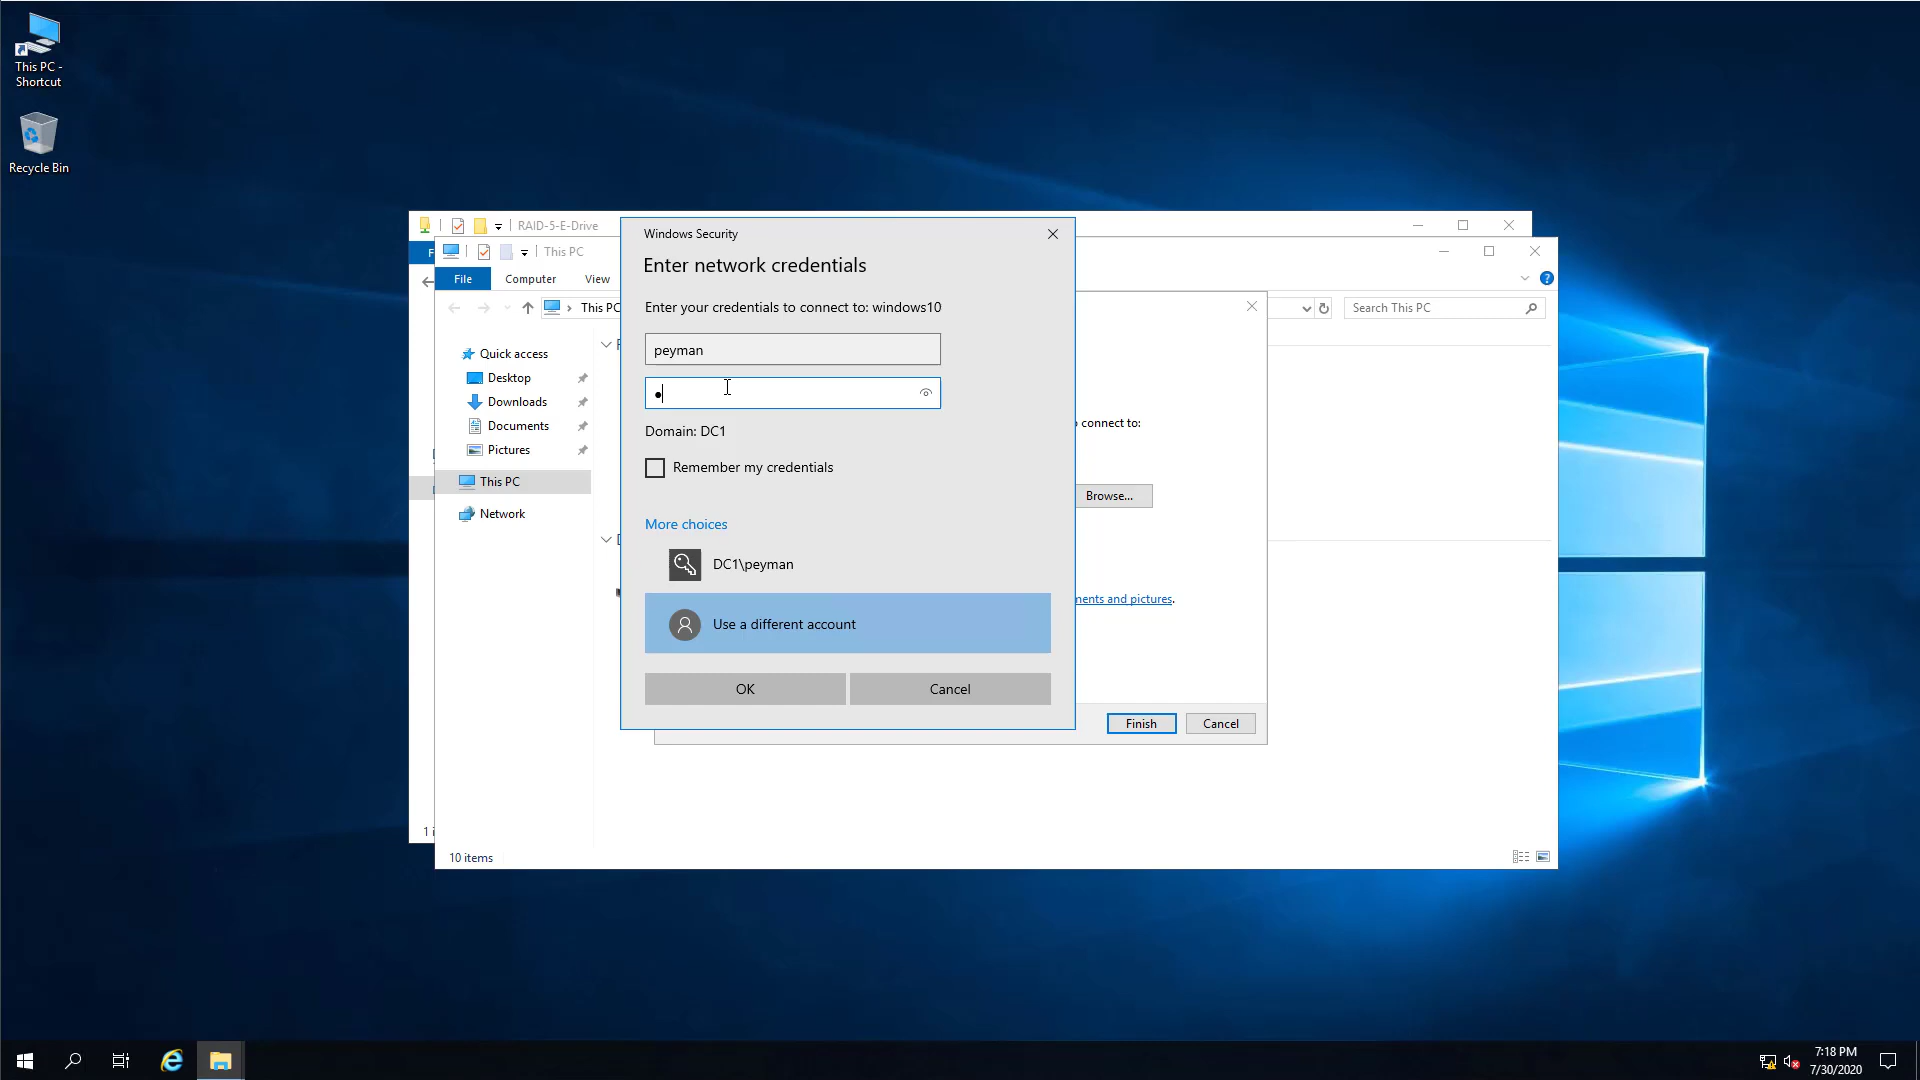 This PC -
Shortcut
Recycle Bin
RAID-5-E-Drive
This PC
File
Computer
View
This PC
Search This PC
Quick access
Desktop
Downloads
Documents
Pictures
This PC
Network
10 items
Windows Security
Enter network credentials
Enter your credentials to connect to: windows10
peyman
Domain: DC1
Remember my credentials
More choices
DC1\peyman
Use a different account
OK
Cancel
connect to:
Browse...
and pictures.
Finish
Cancel
7:18 PM
7/30/2020